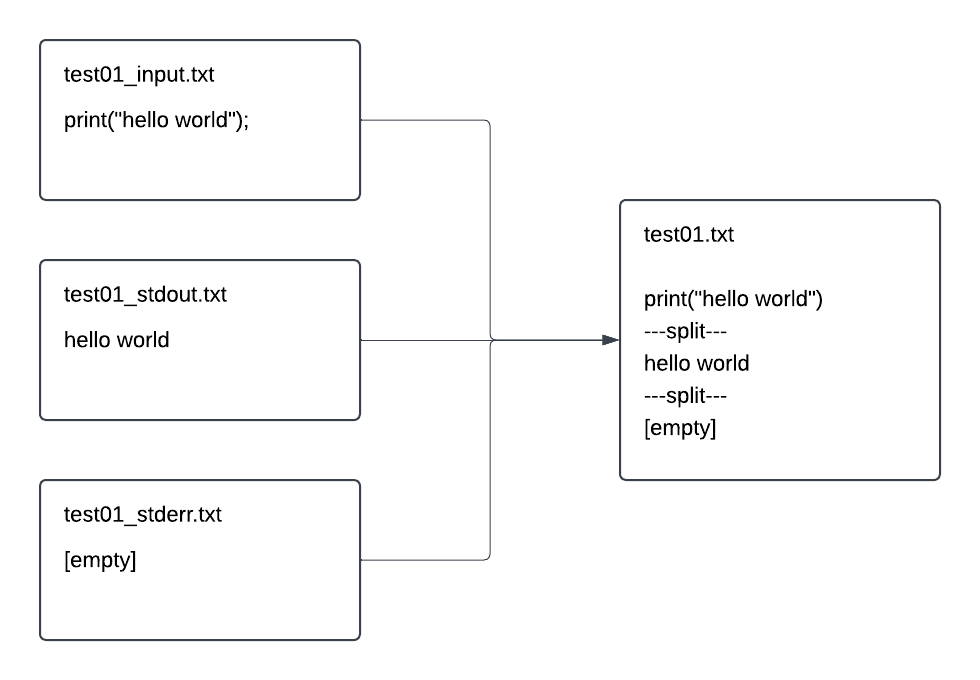 test01_input.txt
print("hello world");
test01_stdout.txt
hello world
test01_stderr.txt
[empty]
test01.txt
print("hello world")
---split---
hello world
---split---
[empty]